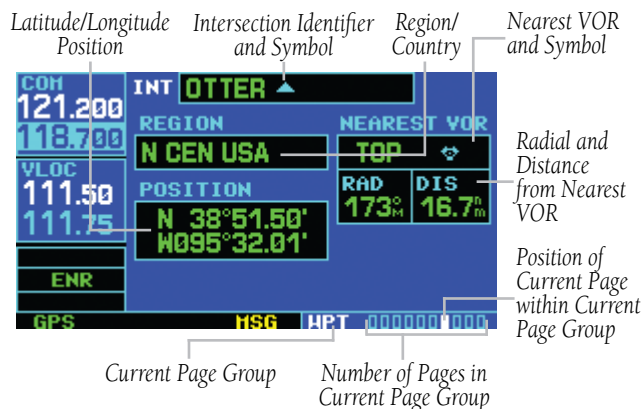 Latitude/Longitude
Position
Intersection Identifier
and Symbol
Region/
Country
Nearest VOR
and Symbol
COM
121.200
118.700
VLOC
111.50
111.75
ENR
GPS
INT OTTER
REGION
N CEN USA
POSITION
N 38°51.50'
W095°32.01'
NEAREST VOR
TOP
RAD
173°M
DIS
16.7nm
MSG
WPT
Radial and
Distance
from Nearest
VOR
Position of
Current Page
within Current
Page Group
Current Page Group
Number of Pages in
Current Page Group